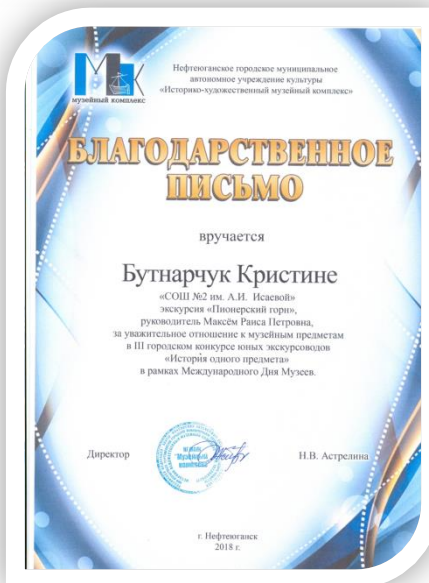 МК
музейный комплекс
Нефтеюганское городское муниципальное
автономное учреждение культуры
«Историко-художественный музейный комплекс»
БЛАГОДАРСТВЕННОЕ
ПИСЬМО
вручается
Бутнарчук Кристине
«СОШ №2 им. А.И. Исаевой»
экскурсия «Пионерский горн»,
руководитель Максём Раиса Петровна,
за уважительное отношение к музейным предметам
в III городском конкурсе юных экскурсоводов
«История одного предмета»
в рамках Международного Дня Музеев.
Директор
Н.В. Астрелина
г. Нефтеюганск
2018 г.